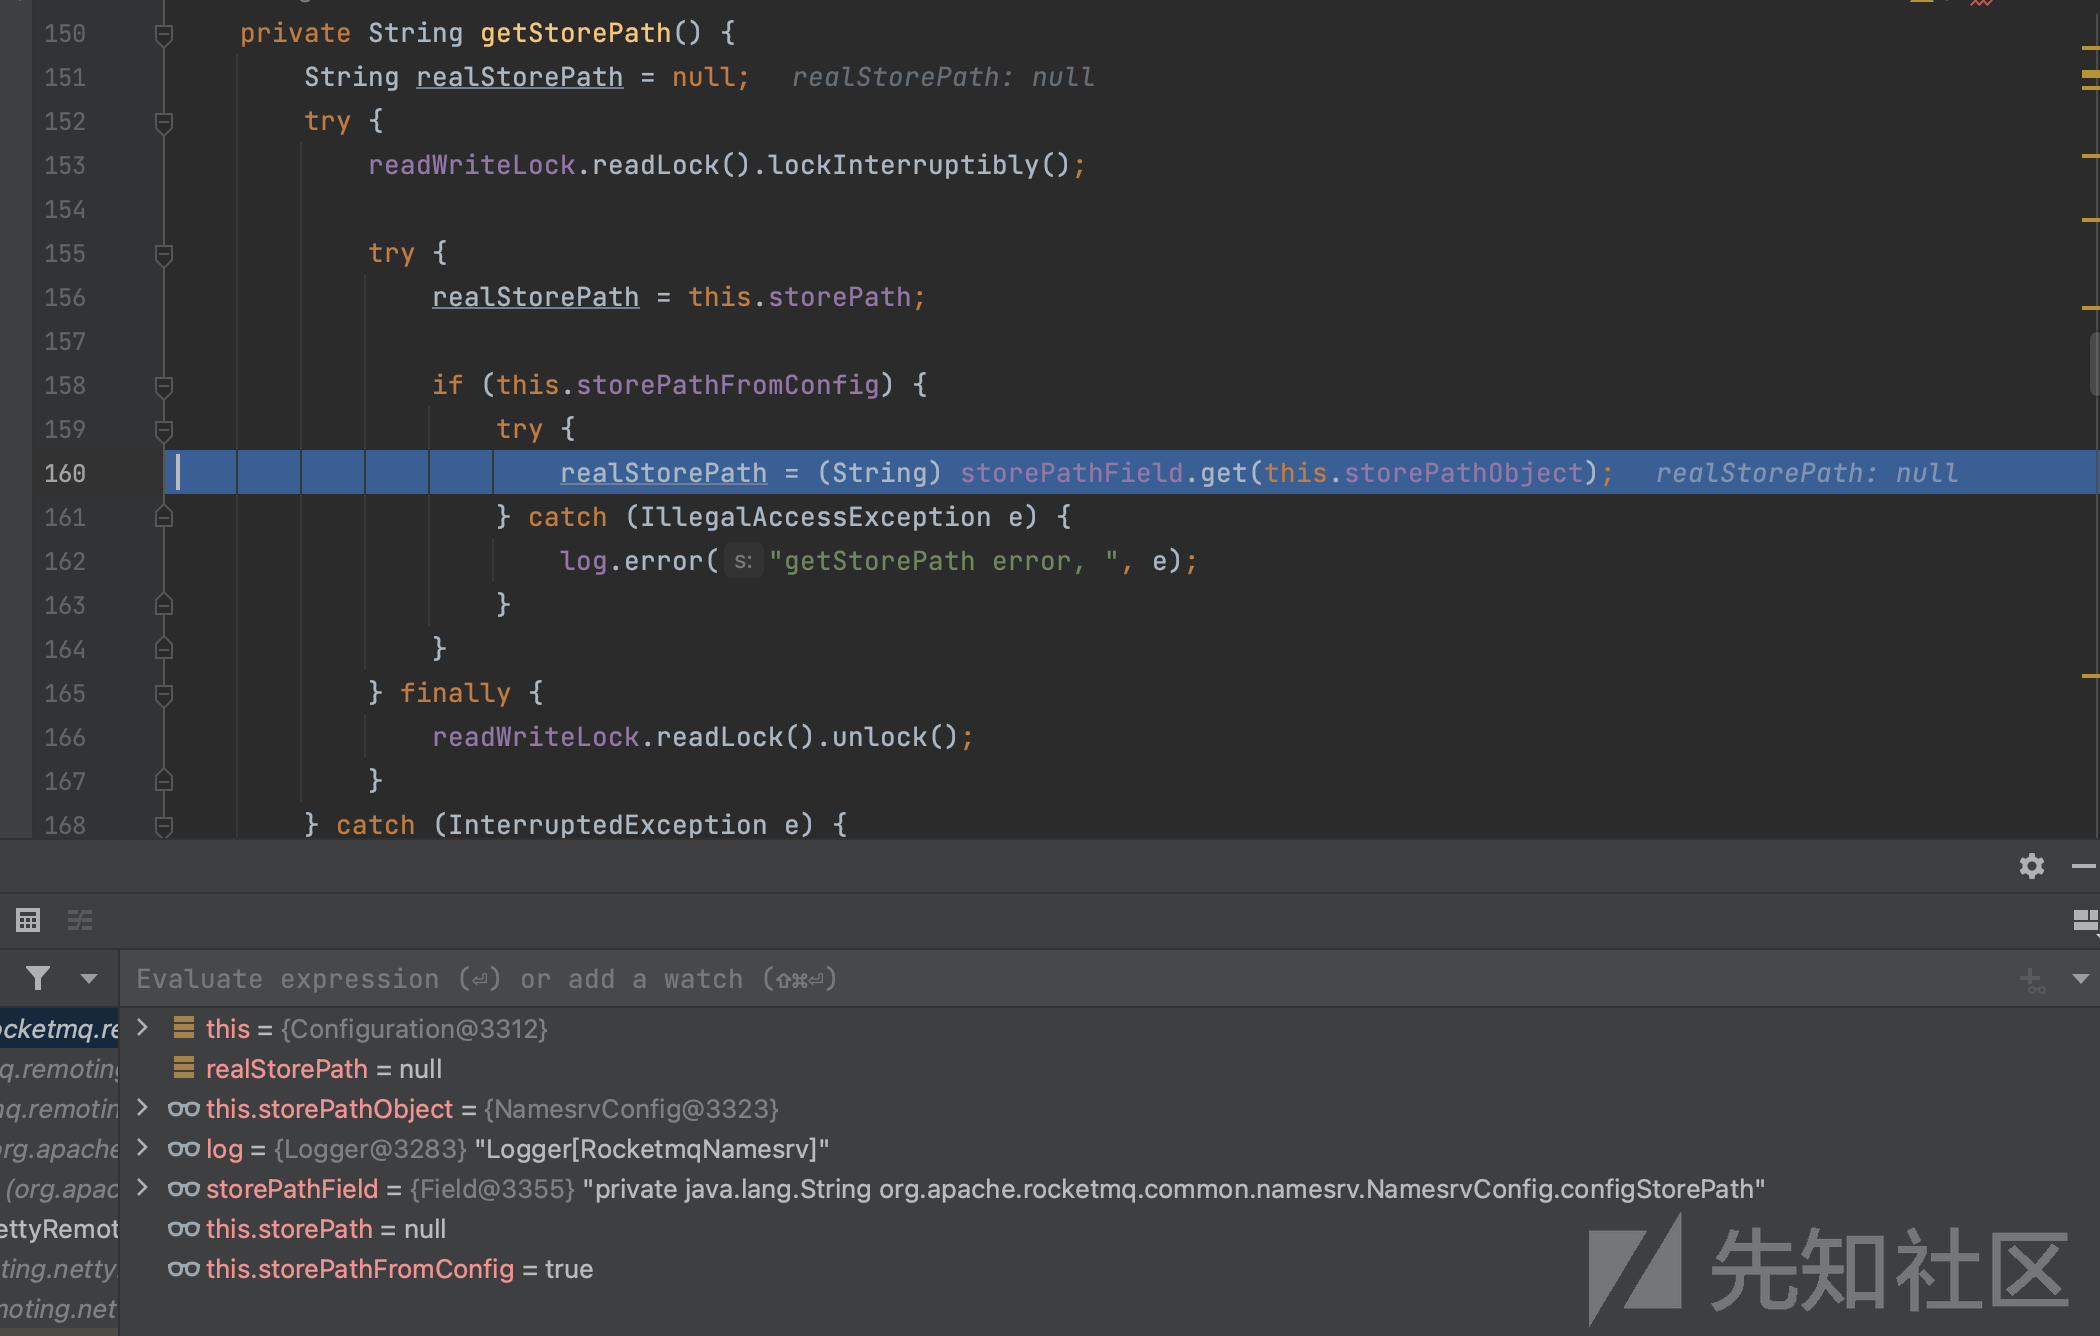 150 private String getStorePath() {
151 String realStorePath = null; realStorePath: null
152 try {
153 readWriteLock.readLock().lockInterruptibly();
154
155 try {
156 realStorePath = this.storePath;
157
158 if (this.storePathFromConfig) {
159 try {
160 realStorePath = (String) storePathField.get(this.storePathObject); realStorePath: null
161 } catch (IllegalAccessException e) {
162 log.error( s: "getStorePath error, ", e);
163 }
164 }
165 } finally {
166 readWriteLock.readLock().unlock();
167 }
168 } catch (InterruptedException e) {
Evaluate expression (⏎) or add a watch (⇧⌘⏎)
ocketmq.re
this = {Configuration@3312}
q.remoting
realStorePath = null
nq.remotin
this.storePathObject = {NamesrvConfig@3323}
org.apache
log = {Logger@3283} "Logger[RocketmqNamesrv]"
(org.apac
storePathField = {Field@3355} "private java.lang.String org.apache.rocketmq.common.namesrv.NamesrvConfig.configStorePath"
ettyRemot
this.storePath = null
ting.netty
this.storePathFromConfig = true
moting.net
先知社区